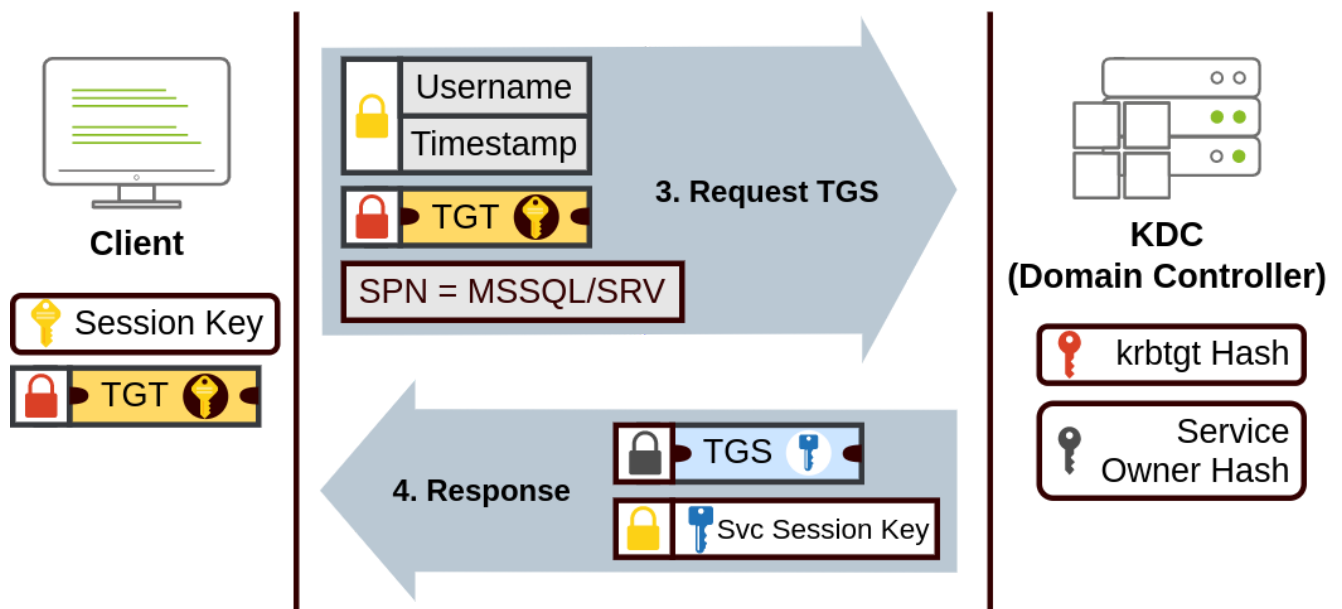 Client
Session Key
TGT
Username
Timestamp
TGT
SPN = MSSQL/SRV
3. Request TGS
4. Response
TGS
Svc Session Key
KDC
(Domain Controller)
krbtgt Hash
Service
Owner Hash